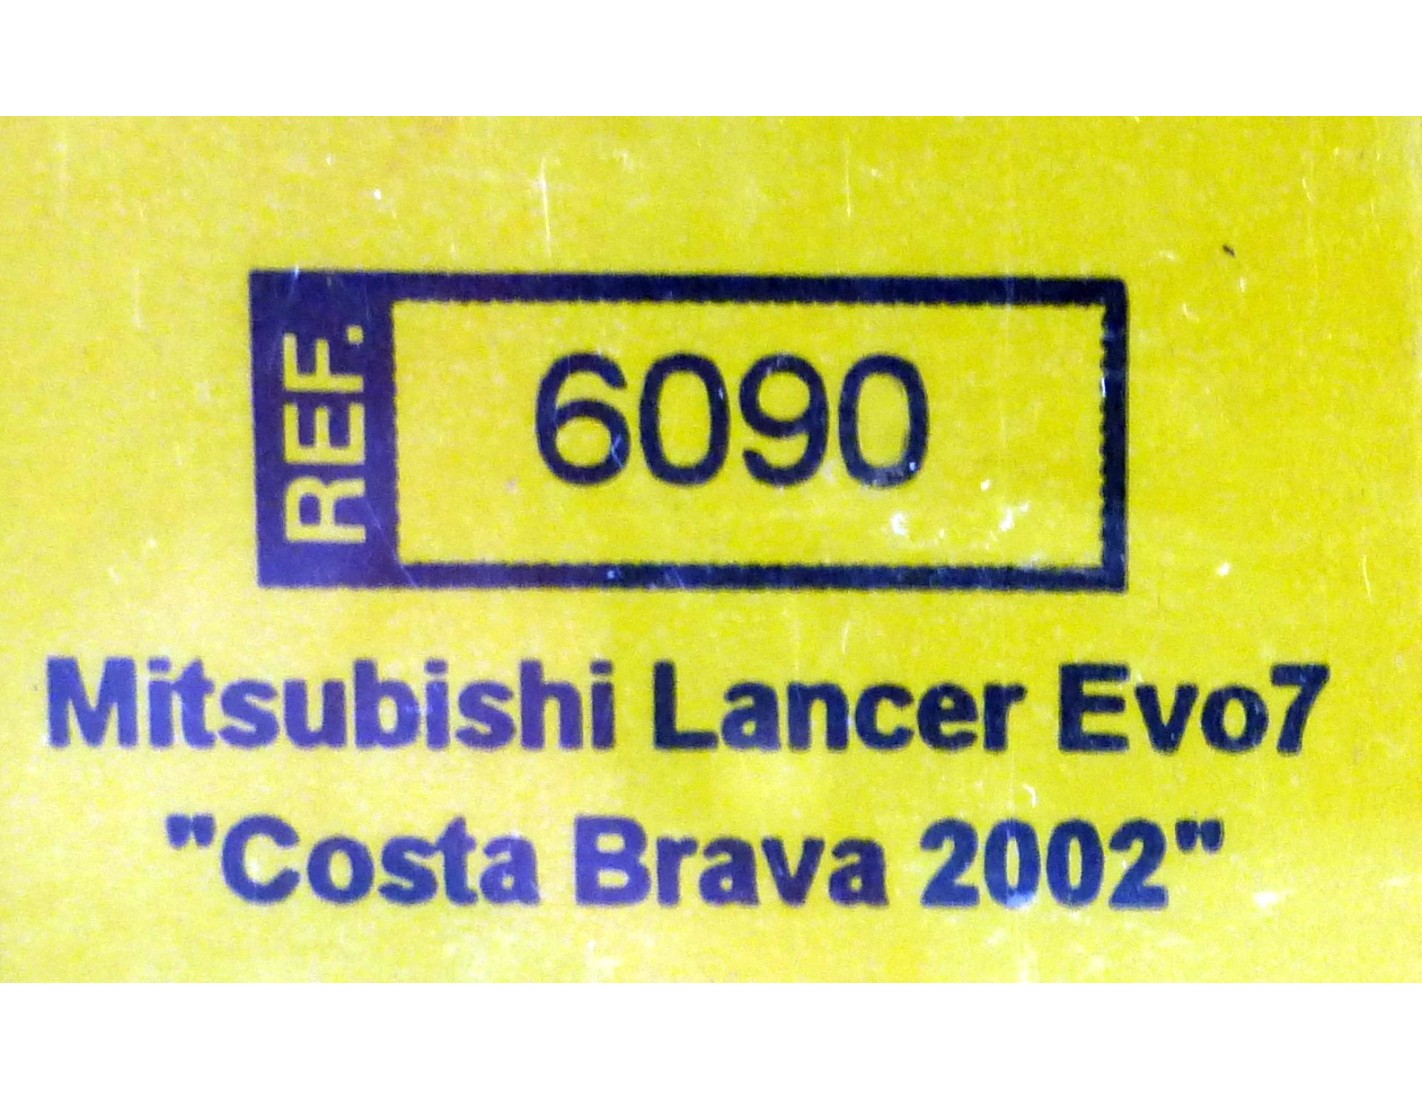 REF. 6090
Mitsubishi Lancer Evo7
"Costa Brava 2002"